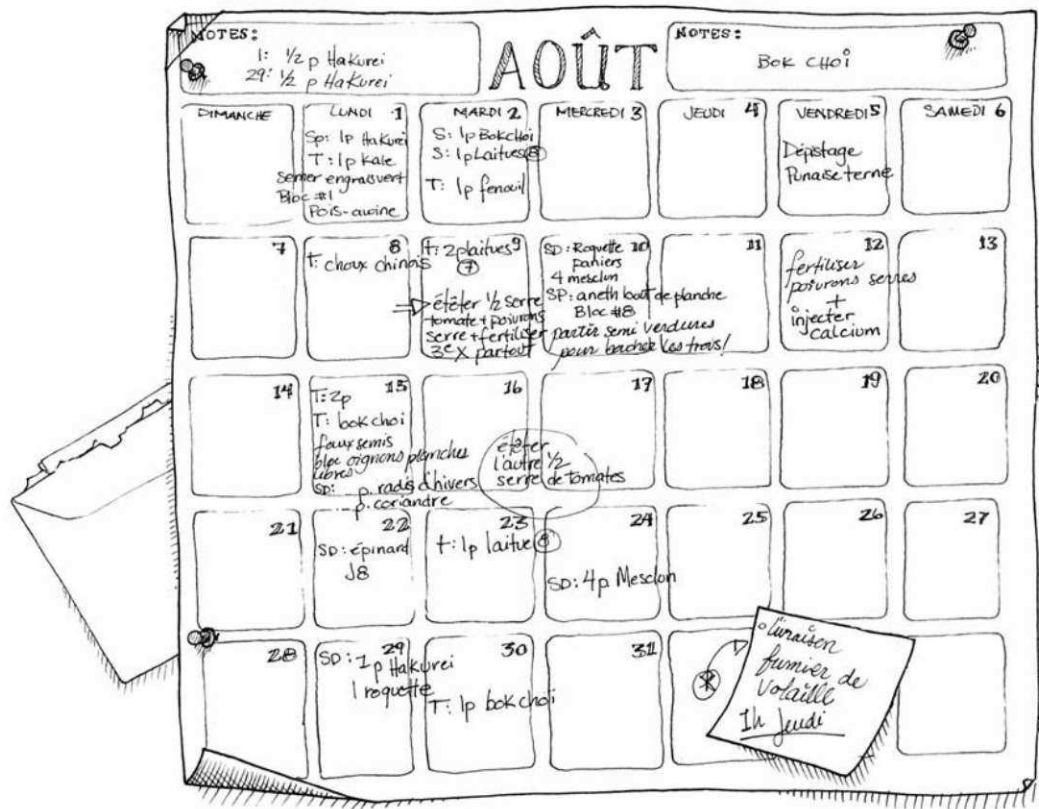 NOTES:
1: ½ p Hakurei
29: ½ p Hakurei
AOÛT
NOTES:
BOK CHOI
DIMANCHE
LUNDI 1
Sp: 1p Hakurei
T: 1p Kale
Semer engrais vert
Bloc #1
Pois-avoine
MARDI 2
S: 1p Bokchoi
S: 1p Laitues 8
T: 1p fenouil
MERCREDI 3
JEUDI 4
VENDREDI 5
Dépistage
Punaise terne
SAMEDI 6
7
8
T: choux chinois
9
t: 2p laitues
7
⇒ étêter ½ serre
tomate + poivrons
serre + fertiliser
3e X partout
10
SD: Roquette
paniers
4 mesclun
SP: aneth bout de planche
Bloc #8
partir semi verdures
pour bacher les trous!
11
12
fertiliser
poivrons serres
+
injecter
calcium
13
14
15
T: 2p
T: bok choi
faux semis
bloc oignons planches
libres
SD: p. radis d'hivers
p. coriandre
16
étêter
l'autre ½
serre de tomates
17
18
19
20
21
22
SD: épinard
J8
23
t: 1p laitue 8
24
SD: 4p Mesclun
25
26
27
28
29
SD: 1 p Hakurei
1 roquette
30
T: 1p bok choi
31
* Livraison
fumier de
volaille
1h Jeudi